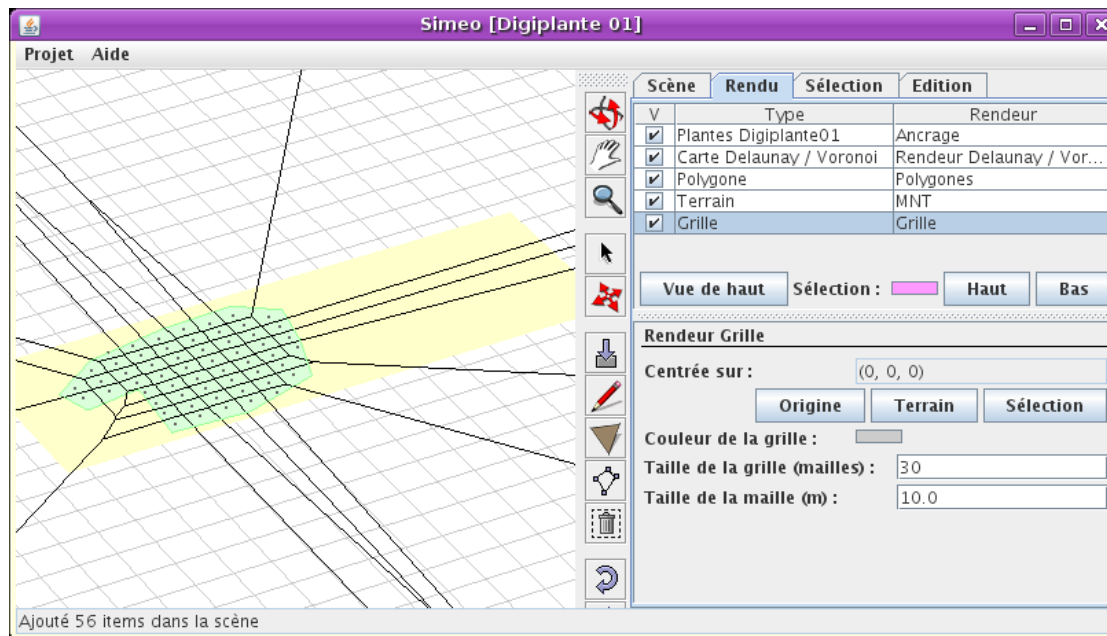 Simeo [Digiplante 01]
Projet Aide
Scène Rendu Sélection Edition
V Type Rendeur
Plantes Digiplante01 Ancrage
Carte Delaunay / Voronoi Rendeur Delaunay / Vor...
Polygone Polygones
Terrain MNT
Grille Grille
Vue de haut Sélection : Haut Bas
Rendeur Grille
Centrée sur : (0, 0, 0)
Origine Terrain Sélection
Couleur de la grille :
Taille de la grille (mailles) : 30
Taille de la maille (m) : 10.0
Ajouté 56 items dans la scène